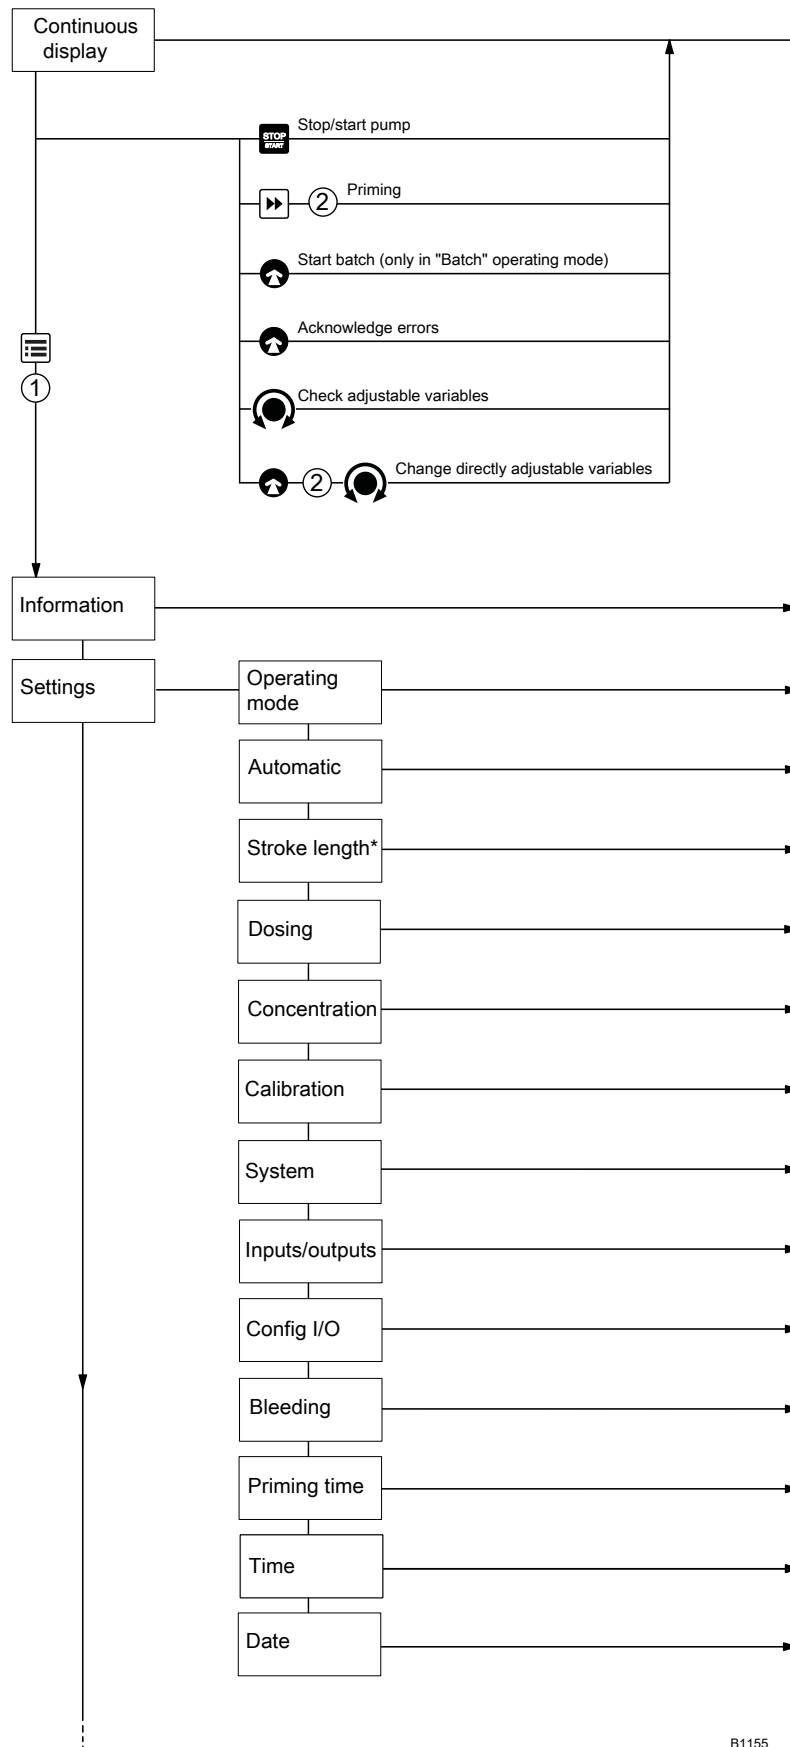 Continuous
display
STOP
START
Stop/start pump
2
Priming
Start batch (only in "Batch" operating mode)
Acknowledge errors
1
Check adjustable variables
2
Change directly adjustable variables
Information
Settings
Operating
mode
Automatic
Stroke length*
Dosing
Concentration
Calibration
System
Inputs/outputs
Config I/O
Bleeding
Priming time
Time
Date
B1155